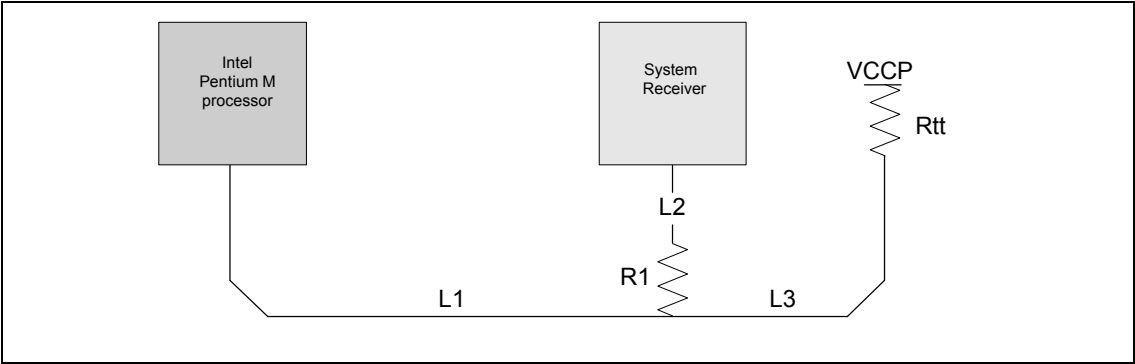 Intel
Pentium M
processor
System
Receiver
VCCP
Rtt
L2
R1
L1
L3